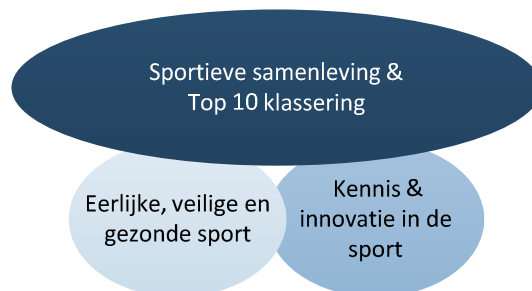 Sportieve samenleving &
Top 10 klassering
Eerlijke, veilige en
gezonde sport
Kennis &
innovatie in de
sport